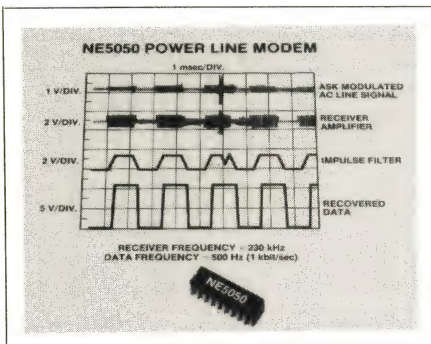 NE5050 POWER LINE MODEM
1 msec/DIV.
1 V/DIV.
ASK MODULATED
AC LINE SIGNAL
2 V/DIV.
RECEIVER
AMPLIFIER
2 V/DIV.
IMPULSE FILTER
5 V/DIV.
RECOVERED
DATA
RECEIVER FREQUENCY = 230 kHz
DATA FREQUENCY = 500 Hz (1 kbit/sec)
NE5050